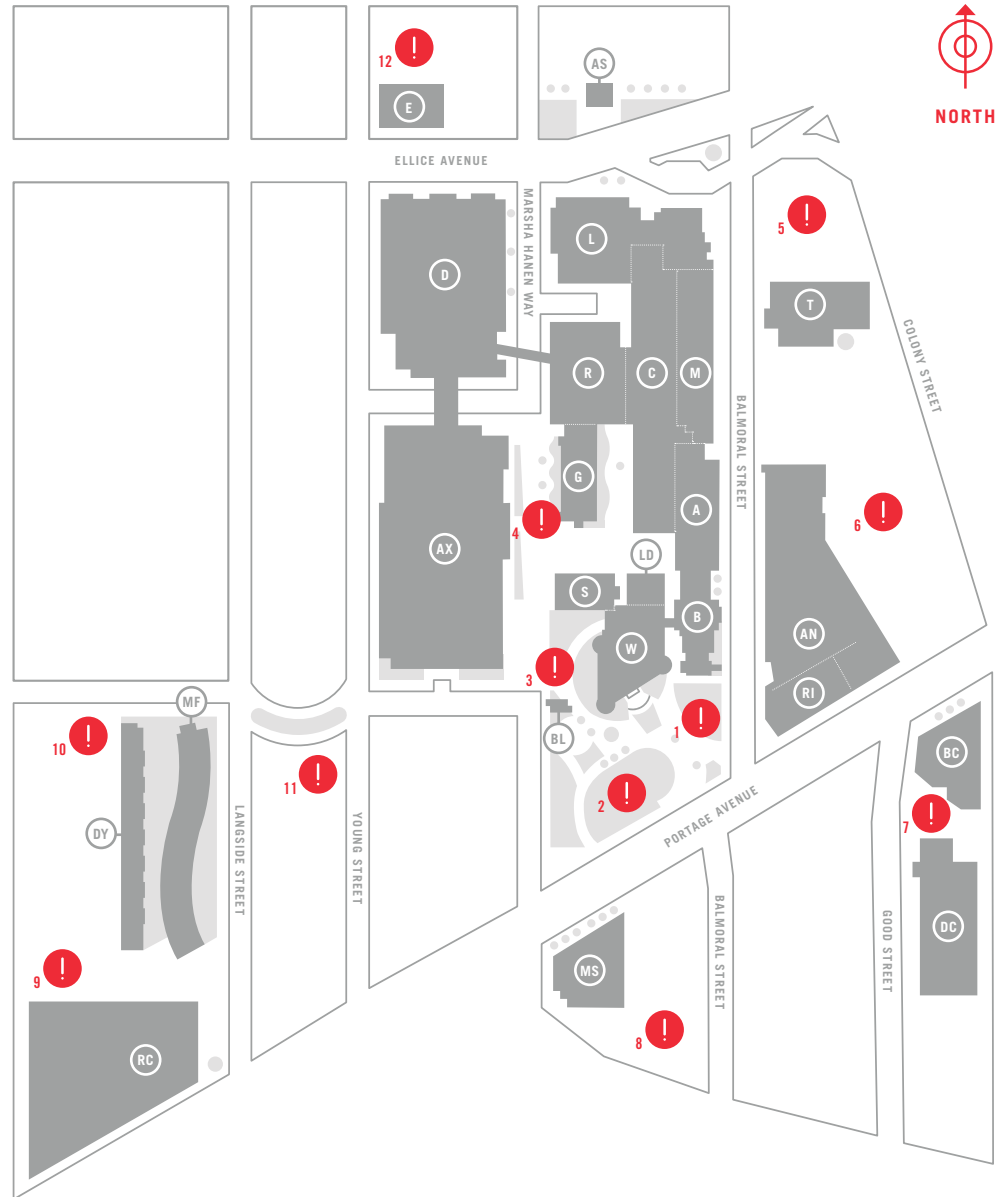 12
E
AS
NORTH
ELLICE AVENUE
MARSHA HANEN WAY
L
D
5
T
COLONY STREET
R
C
M
BALMORAL STREET
G
A
4
6
AX
LD
S
B
W
AN
3
RI
MF
BL
1
10
BC
11
2
PORTAGE AVENUE
7
DY
LANGSIDE STREET
YOUNG STREET
9
MS
BALMORAL STREET
GOOD STREET
DC
8
RC
!
!
!
!
!
!
!
!
!
!
!
!